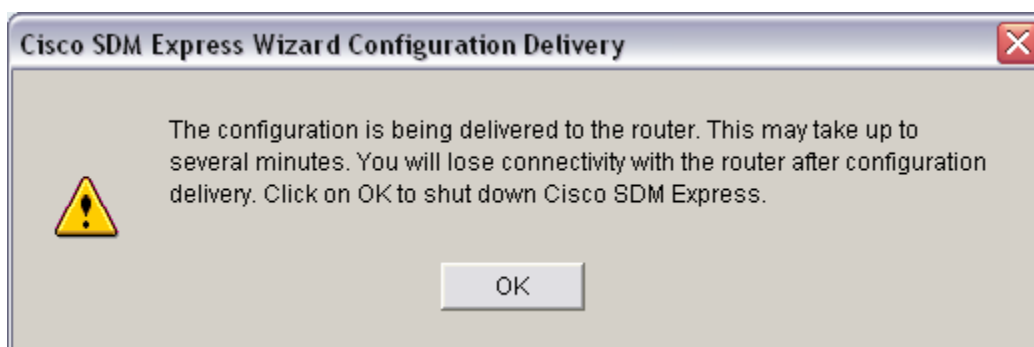 Cisco SDM Express Wizard Configuration Delivery
The configuration is being delivered to the router. This may take up to
several minutes. You will lose connectivity with the router after configuration
delivery. Click on OK to shut down Cisco SDM Express.
OK